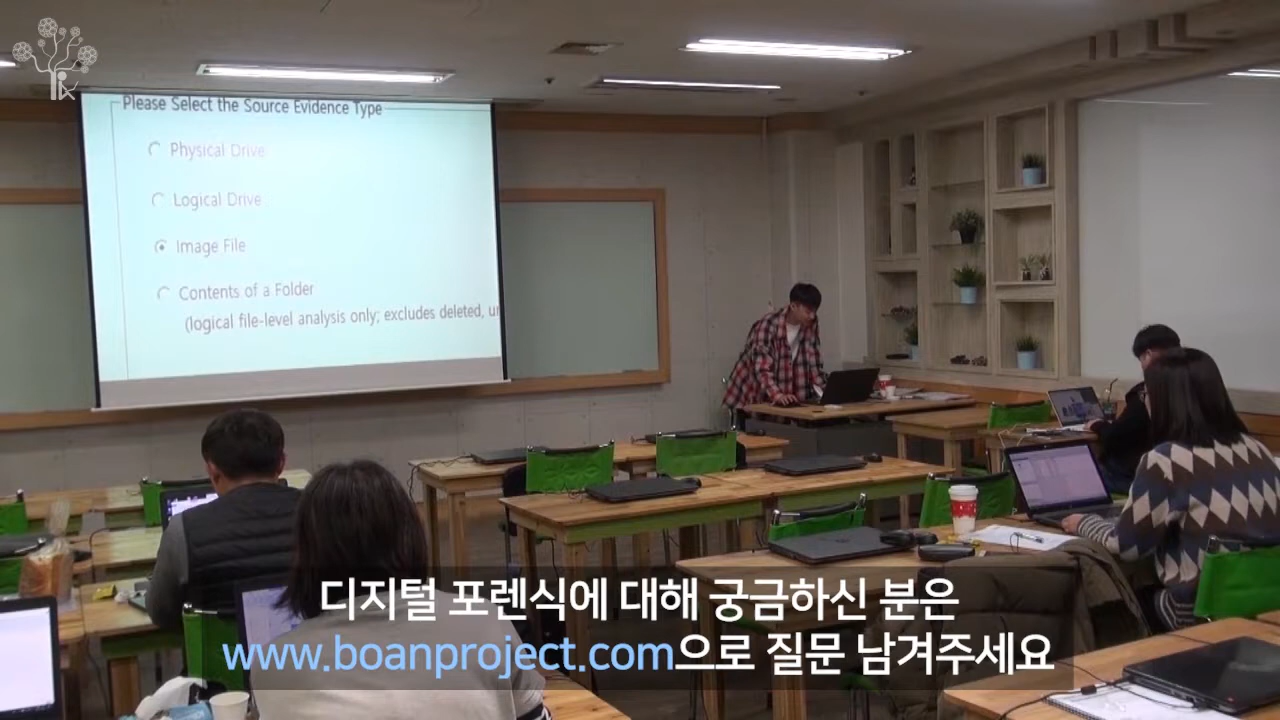 Please Select the Source Evidence Type
Physical Drive
Logical Drive
Image File
Contents of a Folder
(logical file-level analysis only; excludes deleted,
디지털 포렌식에 대해 궁금하신 분은
www.boanproject.com으로 질문 남겨주세요